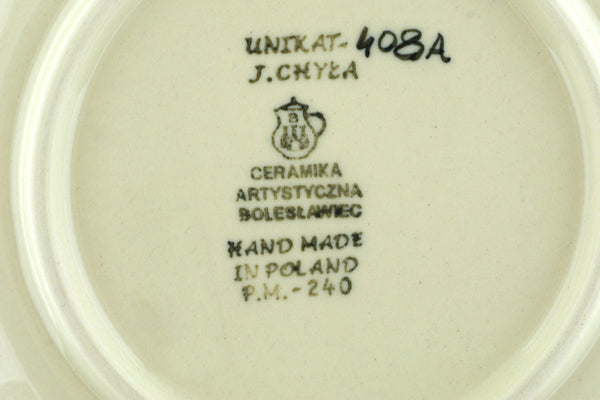 UNIKAT-408A
J.CHYŁA
B
CERAMIKA
ARTYSTYCZNA
BOLESŁAWIEC
HAND MADE
IN POLAND
P.M.-240